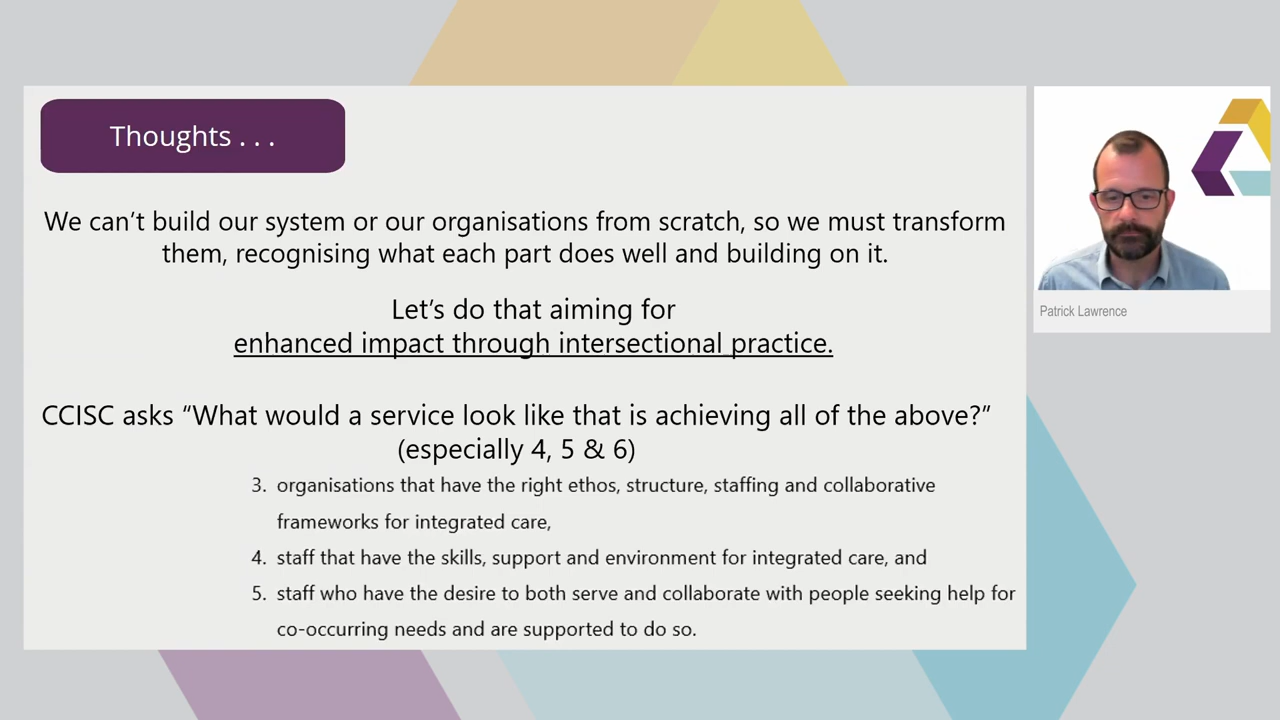 Thoughts . . .
We can’t build our system or our organisations from scratch, so we must transform
them, recognising what each part does well and building on it.
Let’s do that aiming for
enhanced impact through intersectional practice.
CCISC asks “What would a service look like that is achieving all of the above?”
(especially 4, 5 & 6)
3. organisations that have the right ethos, structure, staffing and collaborative
frameworks for integrated care,
4. staff that have the skills, support and environment for integrated care, and
5. staff who have the desire to both serve and collaborate with people seeking help for
co-occurring needs and are supported to do so.
Patrick Lawrence